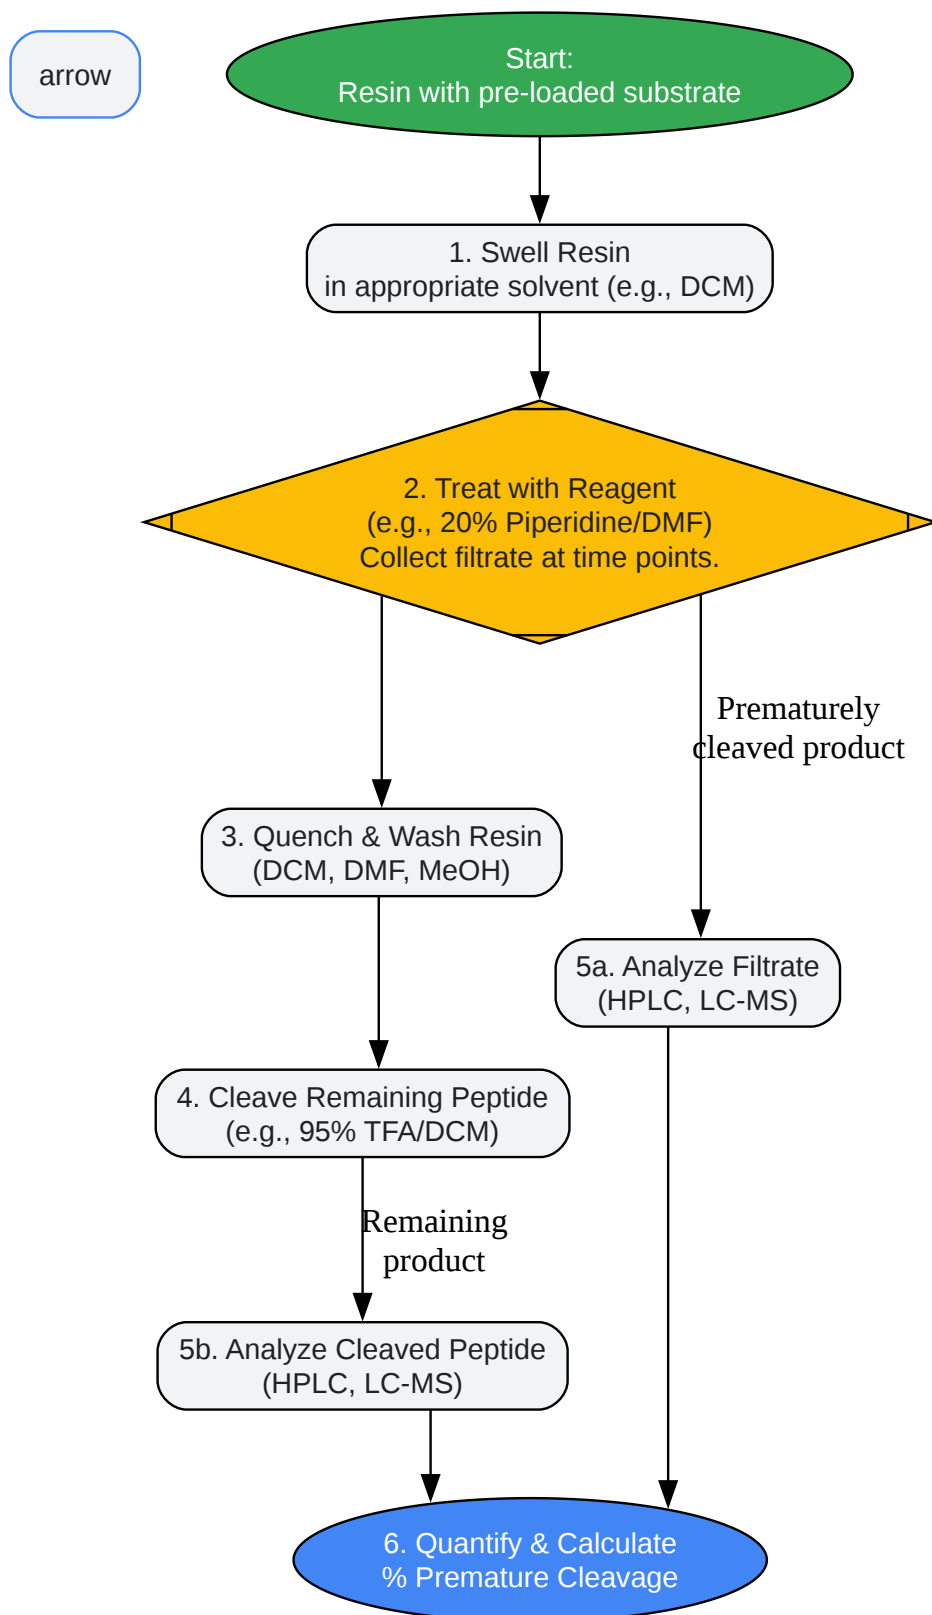 arrow
Start:
Resin with pre-loaded substrate
1. Swell Resin
in appropriate solvent (e.g., DCM)
2. Treat with Reagent
(e.g., 20% Piperidine/DMF)
Collect filtrate at time points.
Prematurely
cleaved product
3. Quench & Wash Resin
(DCM, DMF, MeOH)
5a. Analyze Filtrate
(HPLC, LC-MS)
4. Cleave Remaining Peptide
(e.g., 95% TFA/DCM)
Remaining
product
5b. Analyze Cleaved Peptide
(HPLC, LC-MS)
6. Quantify & Calculate
% Premature Cleavage